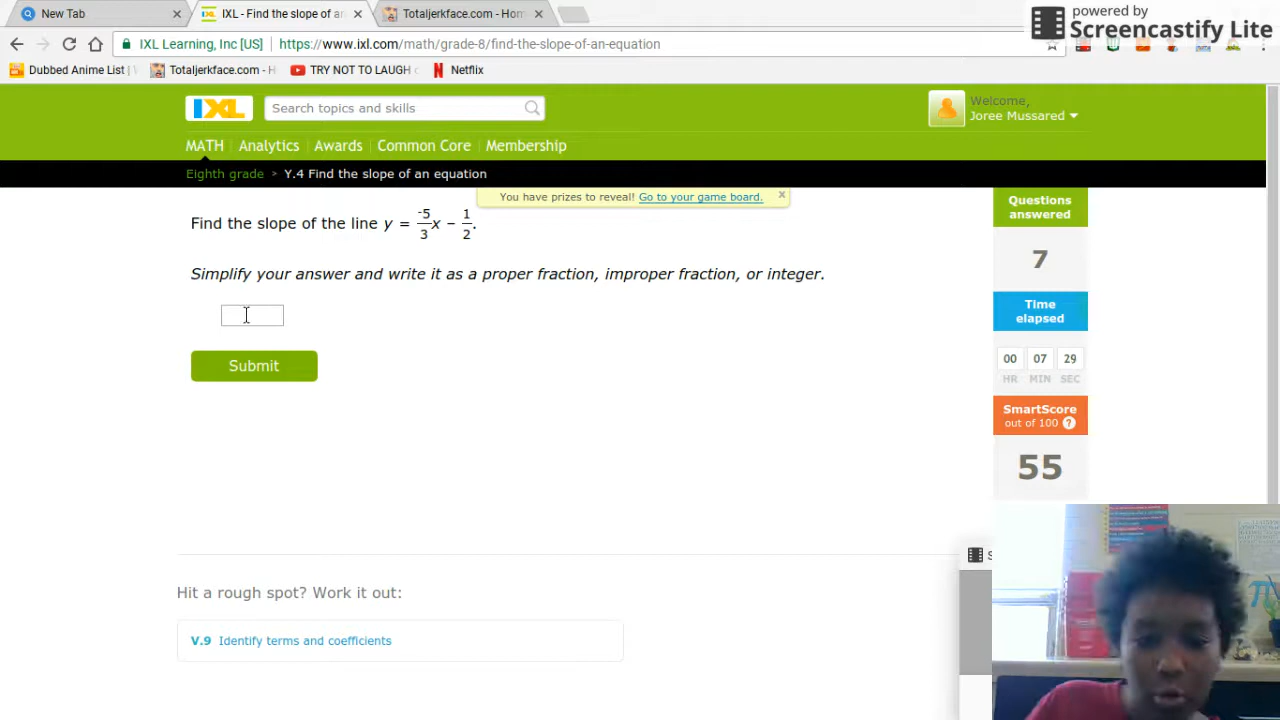 powered by
Screencastify Lite
New Tab
IXL - Find the slope of an
Totaljerkface.com - Hom
IXL Learning, Inc [US]
https://www.ixl.com/math/grade-8/find-the-slope-of-an-equation
Dubbed Anime List
Totaljerkface.com - H
TRY NOT TO LAUGH
Netflix
IXL
Search topics and skills
Welcome,
Joree Mussared
MATH Analytics Awards Common Core Membership
Eighth grade > Y.4 Find the slope of an equation
You have prizes to reveal! Go to your game board. x
Find the slope of the line y = -5/3 x − 1/2.
Simplify your answer and write it as a proper fraction, improper fraction, or integer.
Submit
Questions
answered
7
Time
elapsed
00 07 29
HR MIN SEC
SmartScore
out of 100 ?
55
Hit a rough spot? Work it out:
V.9 Identify terms and coefficients
S
π